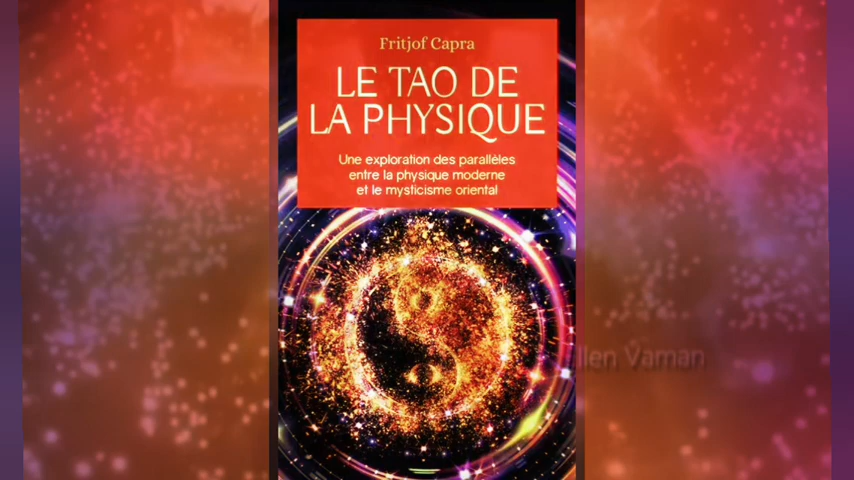 Fritjof Capra
LE TAO DE
LA PHYSIQUE
Une exploration des parallèles
entre la physique moderne
et le mysticisme oriental
Vaman